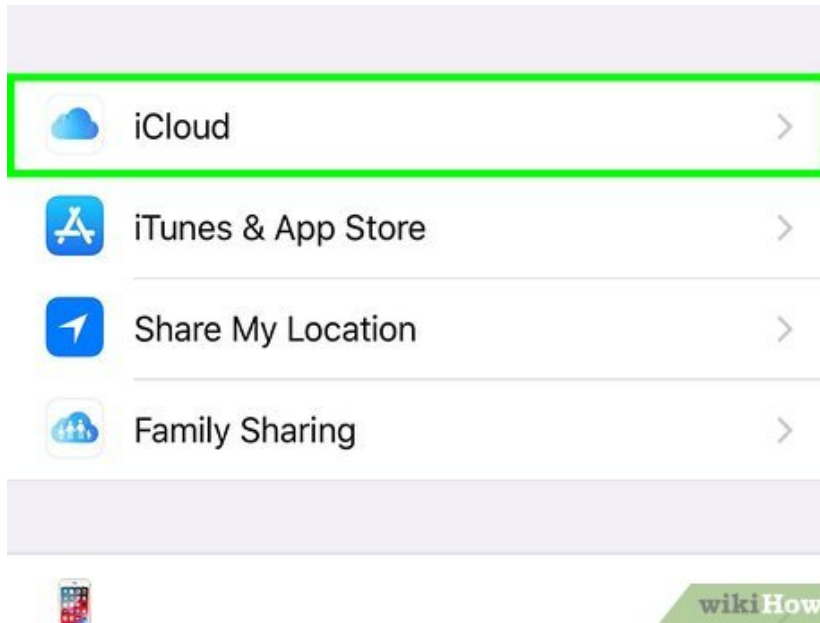 iCloud
iTunes & App Store
Share My Location
Family Sharing
wikiHow